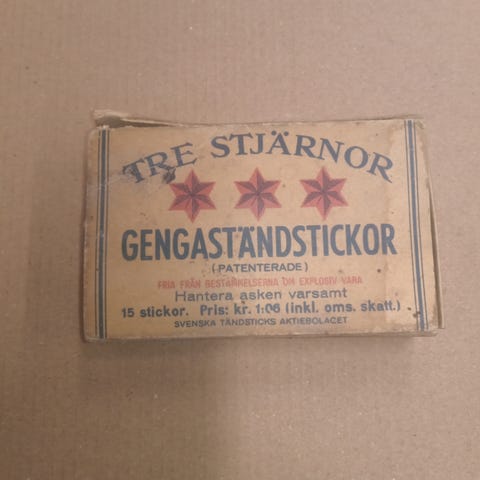 TRE STJÄRNOR
GENGASTÄNDSTICKOR
(PATENTERADE)
FRIA FRÅN BESTÄMMELSERNA OM EXPLOSIV VARA
Hantera asken varsamt
15 stickor. Pris: kr. 1:06 (inkl. oms. skatt.)
SVENSKA TÄNDSTICKS AKTIEBOLAGET